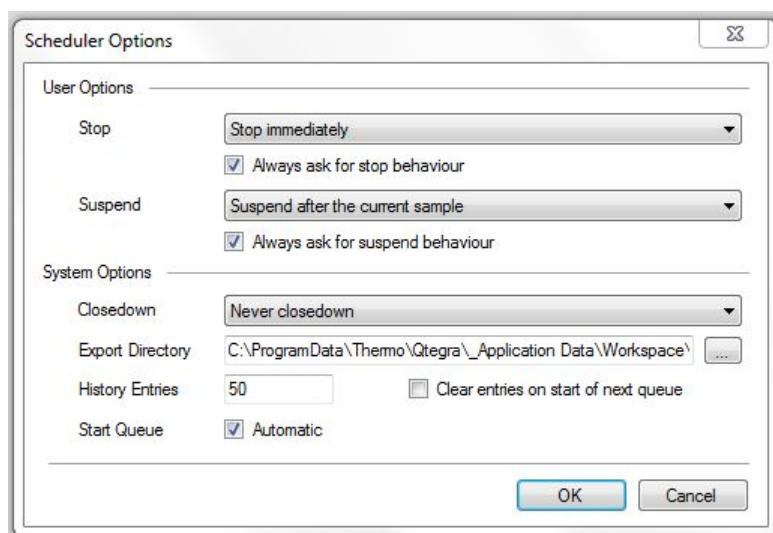 Scheduler Options
User Options
Stop Stop immediately
Always ask for stop behaviour
Suspend Suspend after the current sample
Always ask for suspend behaviour
System Options
Closedown Never closedown
Export Directory C:\ProgramData\Thermo\Qtegra\_Application Data\Workspace\ ...
History Entries 50 Clear entries on start of next queue
Start Queue Automatic
OK Cancel